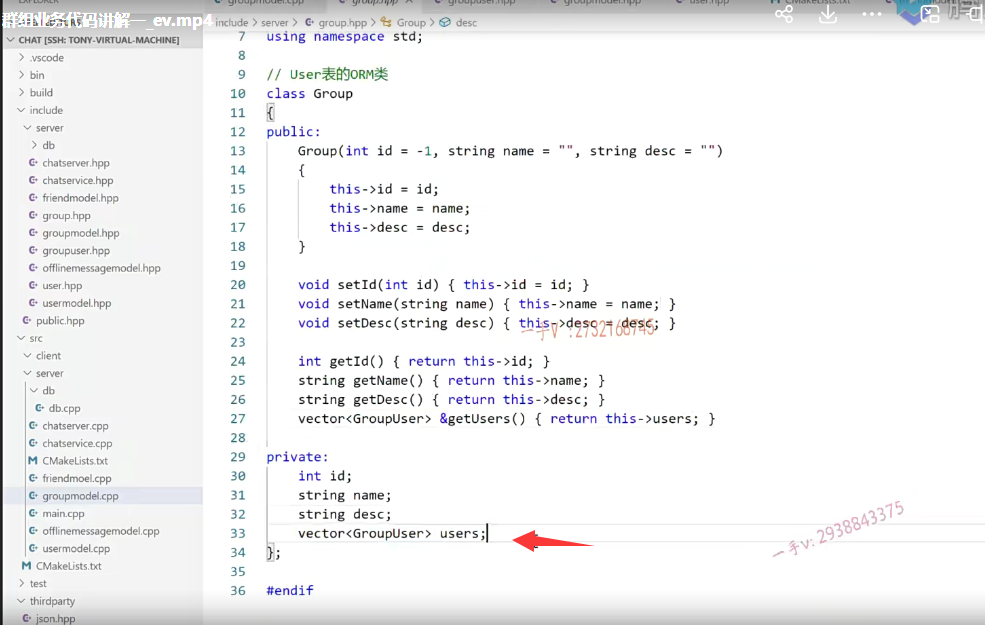 群组业务代码讲解一_ev.mp4
groupmodel.cpp
group.hpp
groupuser.hpp
groupmodel.hpp
user.hpp
CMakeLists.txt
include > server > group.hpp > Group > desc
CHAT [SSH: TONY-VIRTUAL-MACHINE]
.vscode
bin
build
include
server
db
chatserver.hpp
chatservice.hpp
friendmodel.hpp
group.hpp
groupmodel.hpp
groupuser.hpp
offlinemessagemodel.hpp
user.hpp
usermodel.hpp
public.hpp
src
client
server
db
db.cpp
chatserver.cpp
chatservice.cpp
CMakeLists.txt
friendmoel.cpp
groupmodel.cpp
main.cpp
offlinemessagemodel.cpp
usermodel.cpp
CMakeLists.txt
test
thirdparty
json.hpp
7 using namespace std;
8
9 // User表的ORM类
10 class Group
11 {
12 public:
13 Group(int id = -1, string name = "", string desc = "")
14 {
15 this->id = id;
16 this->name = name;
17 this->desc = desc;
18 }
19
20 void setId(int id) { this->id = id; }
21 void setName(string name) { this->name = name; }
22 void setDesc(string desc) { this->desc = desc; }
23
24 int getId() { return this->id; }
25 string getName() { return this->name; }
26 string getDesc() { return this->desc; }
27 vector<GroupUser> &getUsers() { return this->users; }
28
29 private:
30 int id;
31 string name;
32 string desc;
33 vector<GroupUser> users;
34 };
35
36 #endif
一手V :2732168743
一手V: 2938843375